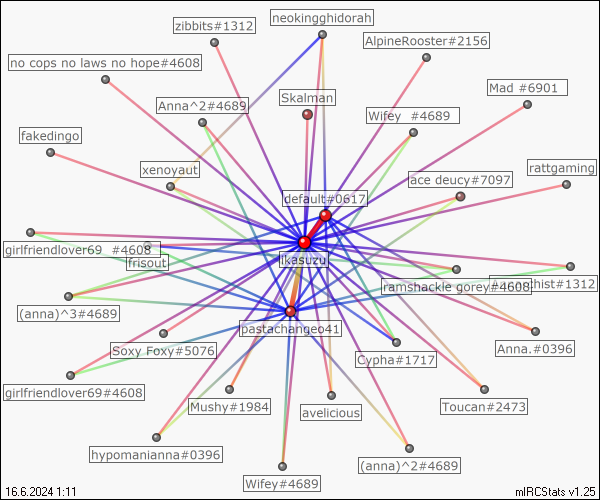 neokingghidorah
zibbits#1312
AlpineRooster#2156
no cops no laws no hope#4608
Mad #6901
Skalman
Anna^2#4689
Wifey #4689
fakedingo
xenoyaut
ace deucy#7097
rattgaming
default#0617
girlfriendlover69 #4608
frisout
ikasuzu
ramshackle gorey#4608
hist#1312
(anna)^3#4689
pastachangeo41
Soxy Foxy#5076
Cypha#1717
Anna.#0396
girlfriendlover69#4608
Mushy#1984
avelicious
Toucan#2473
hypomanianna#0396
Wifey#4689
(anna)^2#4689
16.6.2024 1:11
mIRCStats v1.25